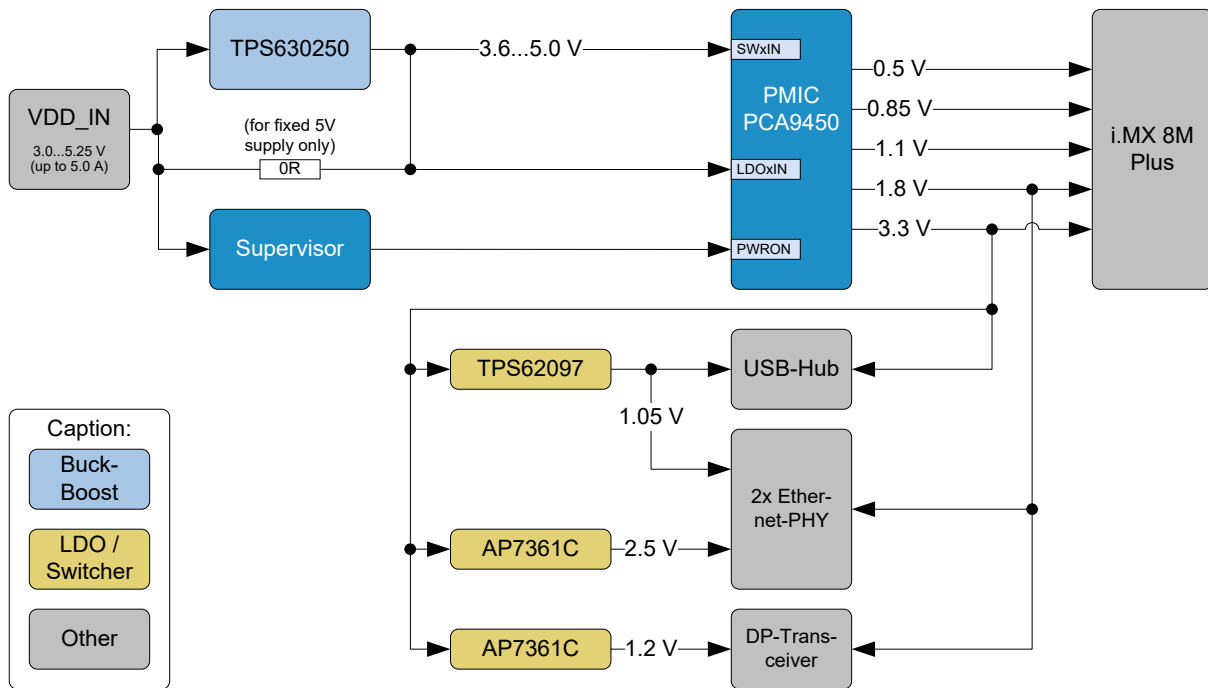 TPS630250
3.6...5.0 V
SWxIN
PMIC
PCA9450
0.5 V
0.85 V
1.1 V
1.8 V
3.3 V
i.MX 8M
Plus
VDD_IN
3.0...5.25 V
(up to 5.0 A)
(for fixed 5V
supply only)
0R
LDOxIN
Supervisor
PWRON
TPS62097
USB-Hub
1.05 V
2x Ether-
net-PHY
AP7361C
2.5 V
AP7361C
1.2 V
DP-Trans-
ceiver
Caption:
Buck-
Boost
LDO /
Switcher
Other